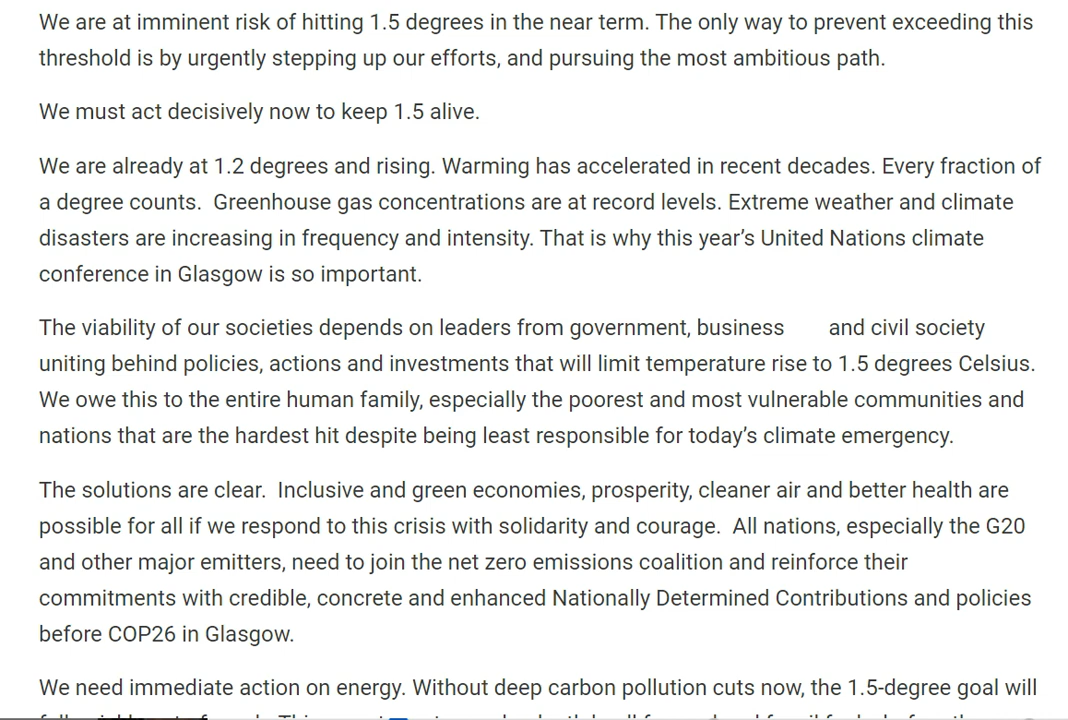 We are at imminent risk of hitting 1.5 degrees in the near term. The only way to prevent exceeding this
threshold is by urgently stepping up our efforts, and pursuing the most ambitious path.
We must act decisively now to keep 1.5 alive.
We are already at 1.2 degrees and rising. Warming has accelerated in recent decades. Every fraction of
a degree counts.  Greenhouse gas concentrations are at record levels. Extreme weather and climate
disasters are increasing in frequency and intensity. That is why this year’s United Nations climate
conference in Glasgow is so important.
The viability of our societies depends on leaders from government, business and civil society
uniting behind policies, actions and investments that will limit temperature rise to 1.5 degrees Celsius.
We owe this to the entire human family, especially the poorest and most vulnerable communities and
nations that are the hardest hit despite being least responsible for today’s climate emergency.
The solutions are clear.  Inclusive and green economies, prosperity, cleaner air and better health are
possible for all if we respond to this crisis with solidarity and courage.  All nations, especially the G20
and other major emitters, need to join the net zero emissions coalition and reinforce their
commitments with credible, concrete and enhanced Nationally Determined Contributions and policies
before COP26 in Glasgow.
We need immediate action on energy. Without deep carbon pollution cuts now, the 1.5-degree goal will